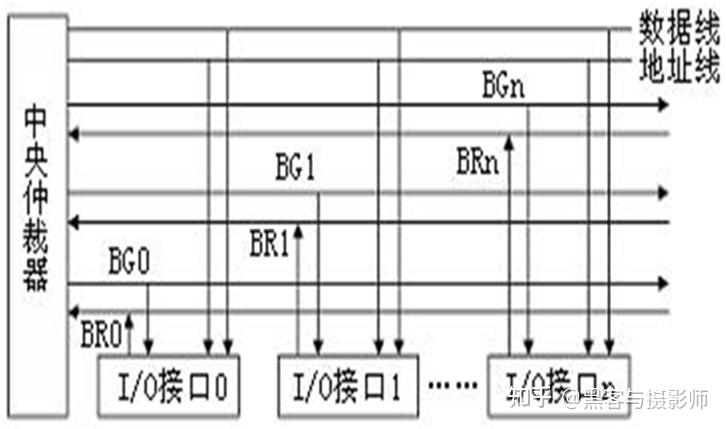 数据线
地址线
BGn
BRn
BG1
BR1
BG0
BR0
中央仲裁器
I/O接口0
I/O接口1
……
I/O接口n
知乎 @黑客与摄影师